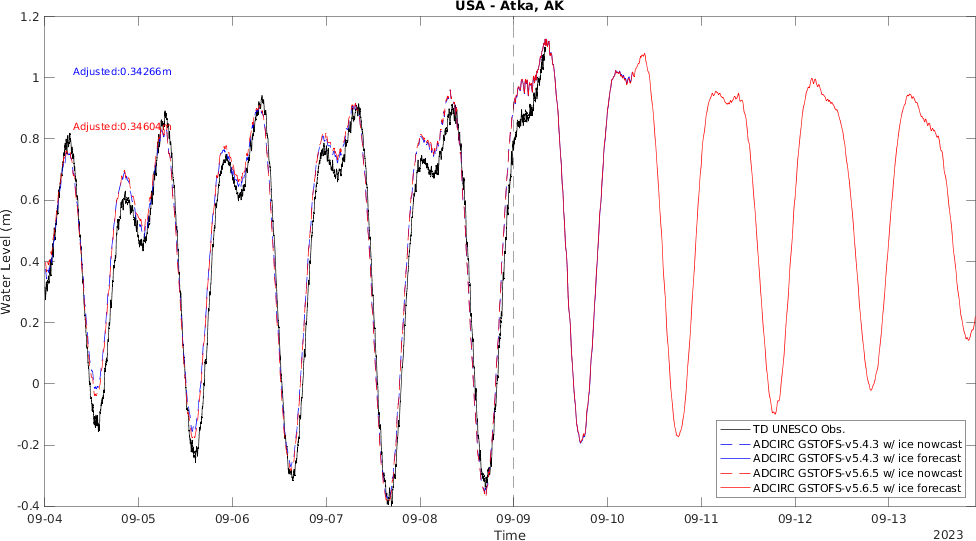 USA - Atka, AK
1.2
1
0.8
0.6
0.4
0.2
0
-0.2
-0.4
Water Level (m)
Adjusted:0.34266m
Adjusted:0.34604m
TD UNESCO Obs.
ADCIRC GSTOFS-v5.4.3 w/ ice nowcast
ADCIRC GSTOFS-v5.4.3 w/ ice forecast
ADCIRC GSTOFS-v5.6.5 w/ ice nowcast
ADCIRC GSTOFS-v5.6.5 w/ ice forecast
09-04 09-05 09-06 09-07 09-08 09-09 09-10 09-11 09-12 09-13
Time
2023